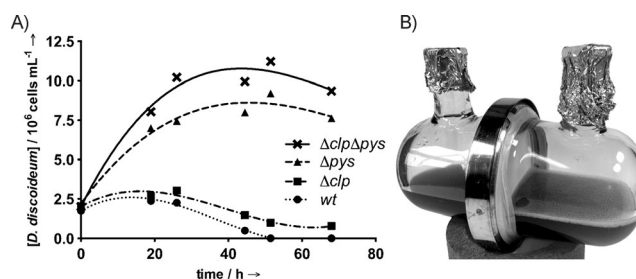 A)
B)
[D. discoideum] / 10⁶ cells mL⁻¹ →
12.5
10.0
7.5
5.0
2.5
0.0
ΔclpΔpys
Δpys
Δclp
wt
0
20
40
60
80
time / h →